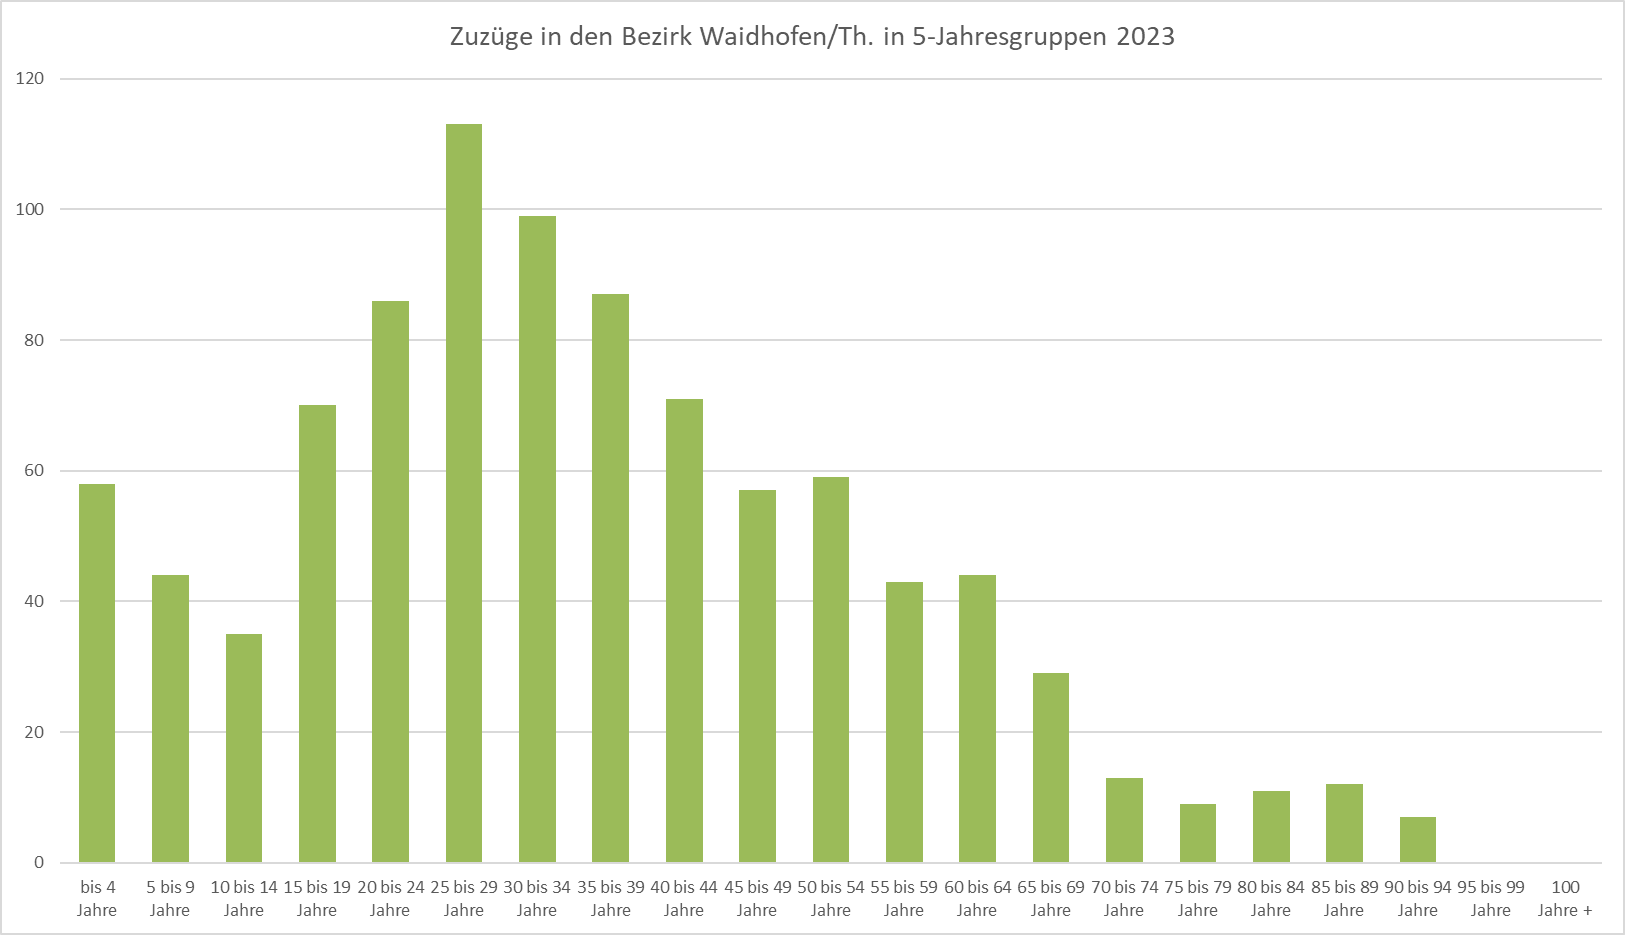 Zuzüge in den Bezirk Waidhofen/Th. in 5-Jahresgruppen 2023
120
100
80
60
40
20
0
bis 4 Jahre
5 bis 9 Jahre
10 bis 14 Jahre
15 bis 19 Jahre
20 bis 24 Jahre
25 bis 29 Jahre
30 bis 34 Jahre
35 bis 39 Jahre
40 bis 44 Jahre
45 bis 49 Jahre
50 bis 54 Jahre
55 bis 59 Jahre
60 bis 64 Jahre
65 bis 69 Jahre
70 bis 74 Jahre
75 bis 79 Jahre
80 bis 84 Jahre
85 bis 89 Jahre
90 bis 94 Jahre
95 bis 99 Jahre
100 Jahre +